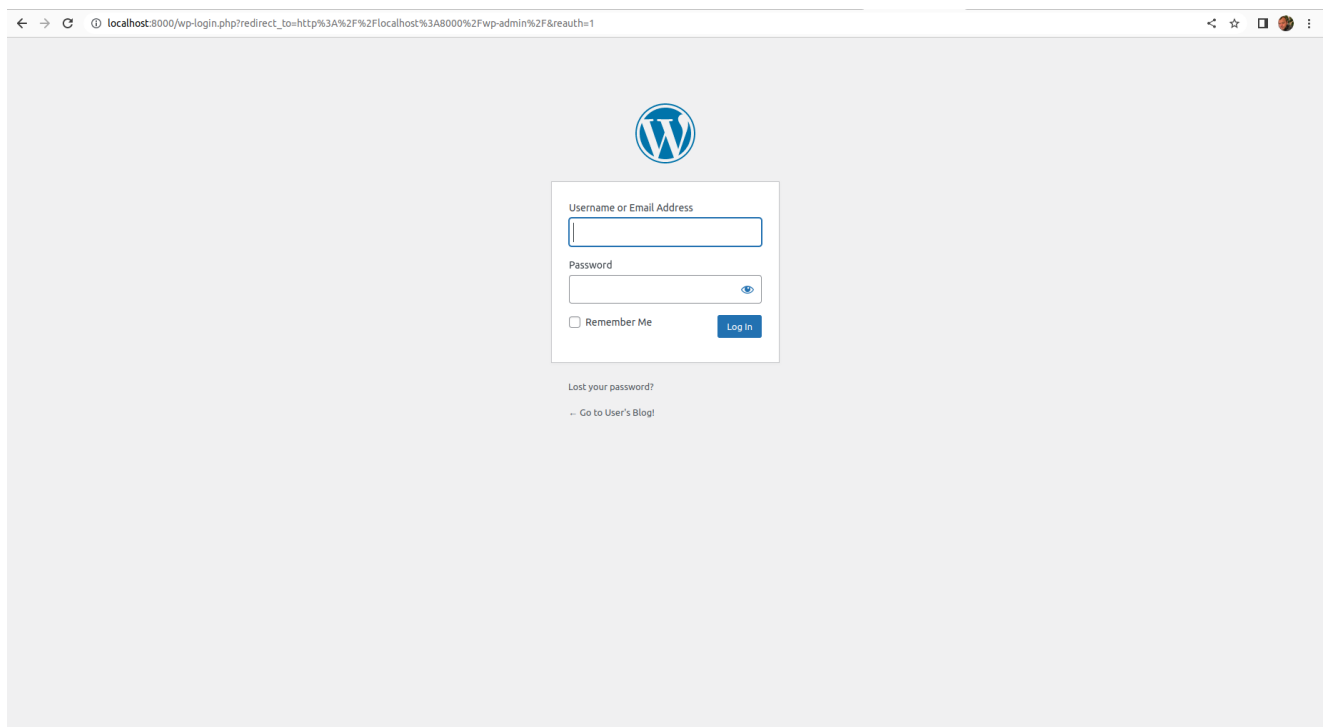 localhost:8000/wp-login.php?redirect_to=http%3A%2F%2Flocalhost%3A8000%2Fwp-admin%2F&reauth=1
Username or Email Address
Password
Remember Me
Log In
Lost your password?
← Go to User's Blog!